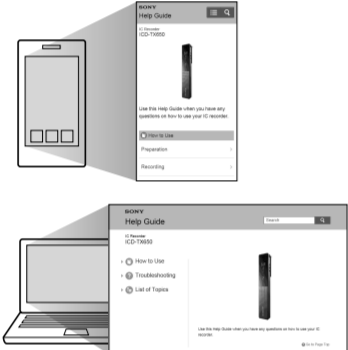 SONY
Help Guide
IC Recorder
ICD-TX650
Use this Help Guide when you have any
questions on how to use your IC recorder.
How to Use
Preparation
Recording
SONY
Help Guide
Search
IC Recorder
ICD-TX650
How to Use
Troubleshooting
List of Topics
Use this Help Guide when you have any questions on how to use your IC
recorder.
Go to Page Top